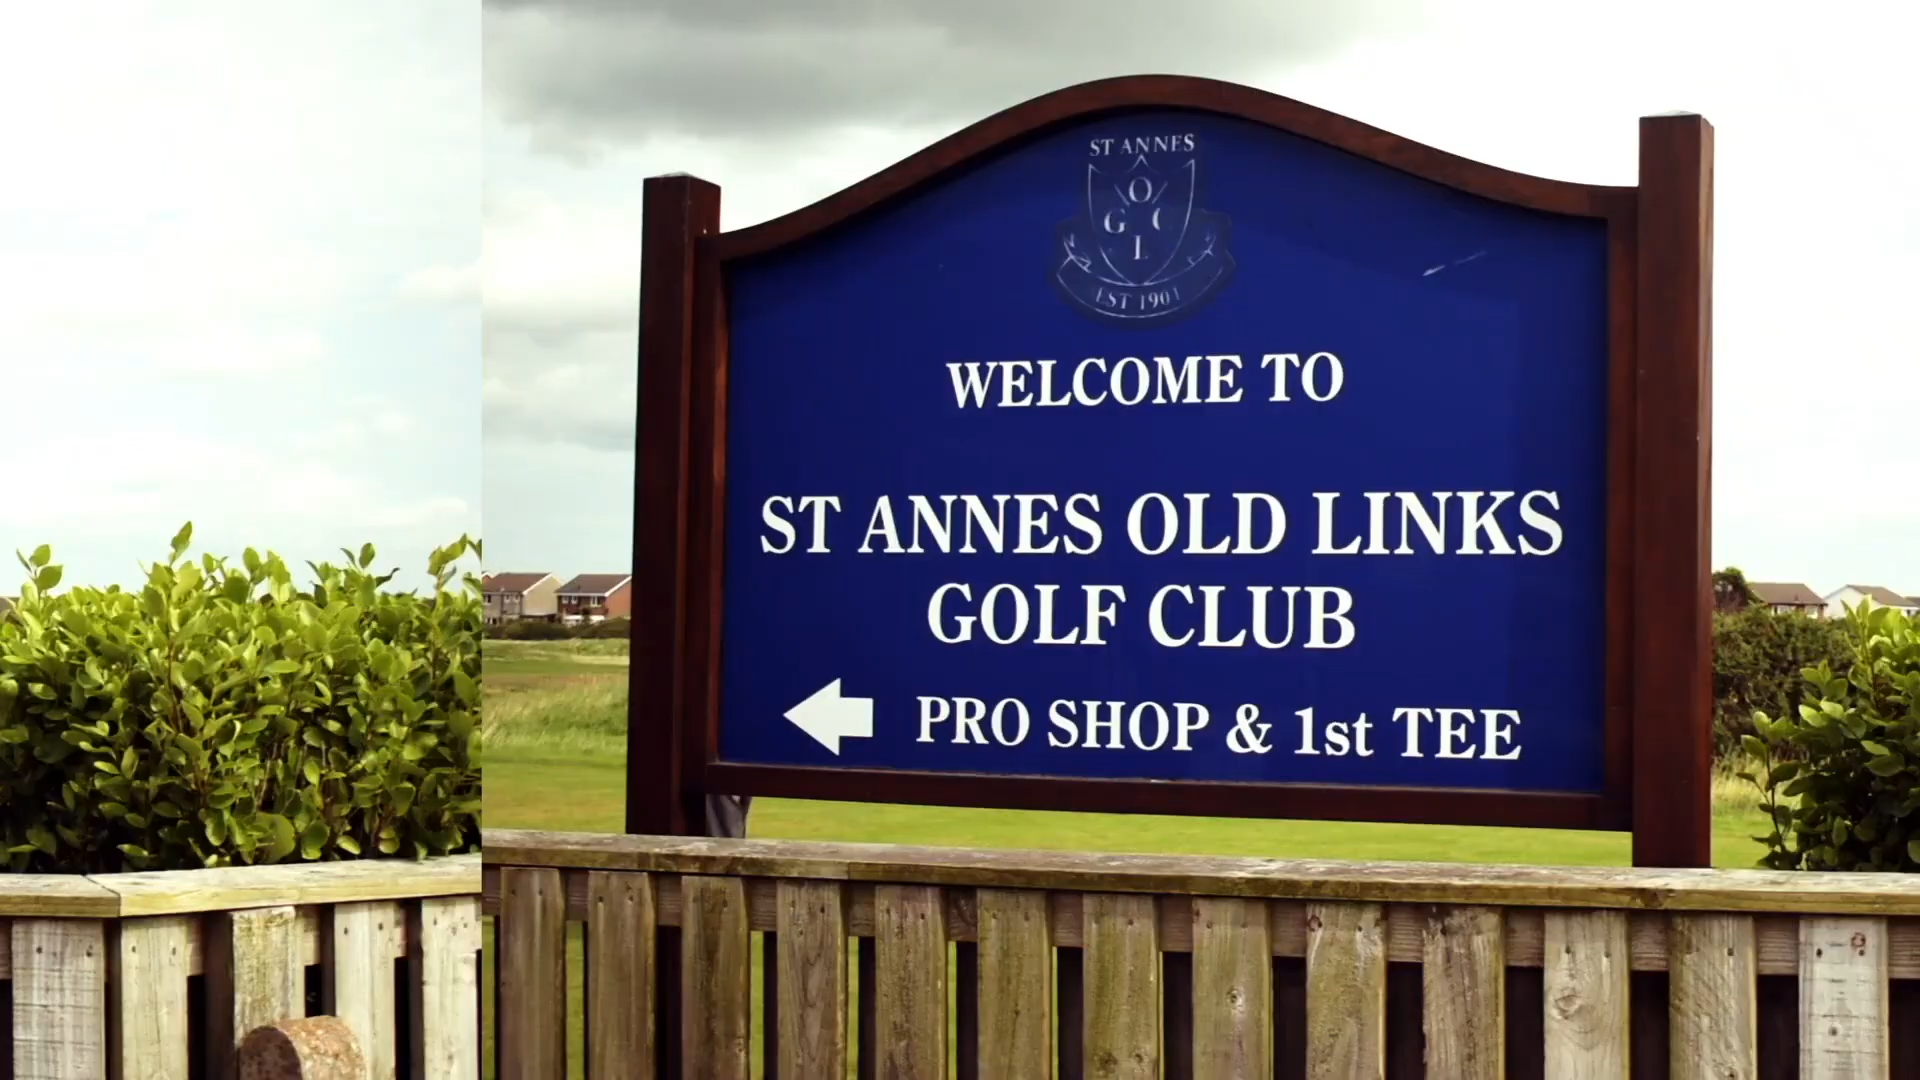 ST ANNES
O
G C
L
EST 1901
WELCOME TO
ST ANNES OLD LINKS
GOLF CLUB
PRO SHOP & 1st TEE